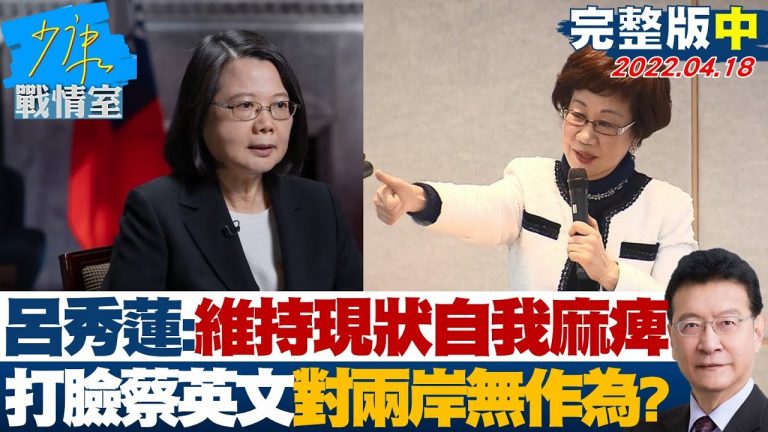 少康
戰情室
完整版中
2022.04.18
呂秀蓮:維持現狀自我麻痺
打臉蔡英文對兩岸無作為?